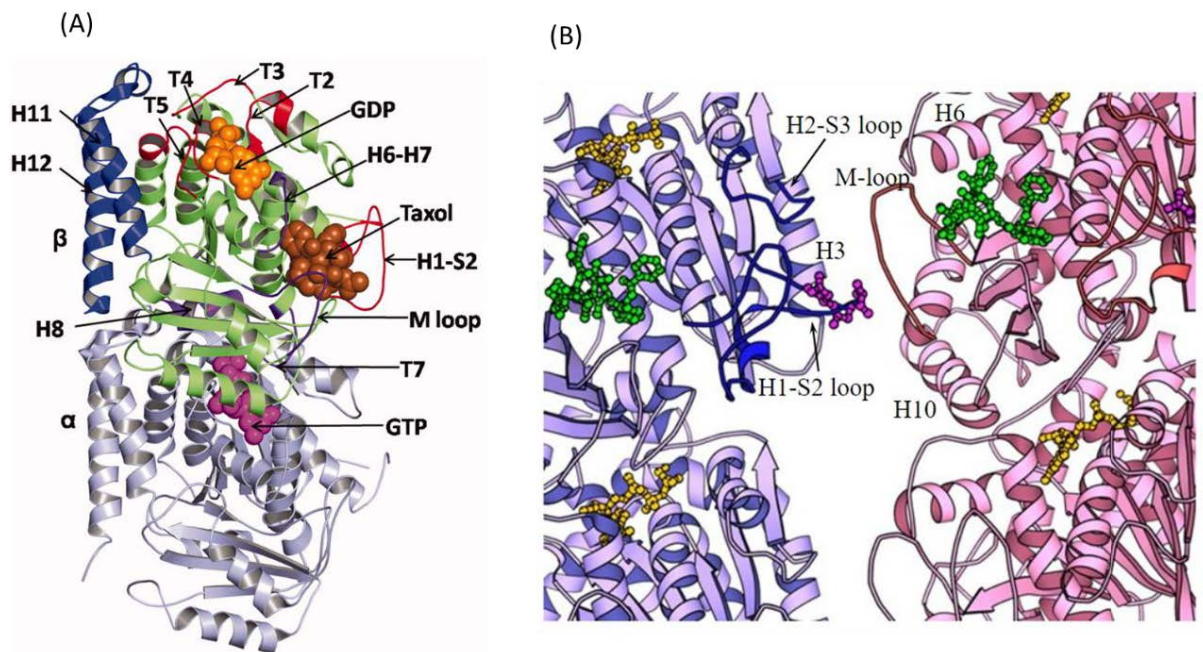 (A)
T3
T4
T2
T5
GDP
H11
H6-H7
H12
Taxol
β
H1-S2
H8
M loop
T7
α
GTP
(B)
H6
H2-S3 loop
M-loop
H3
H1-S2 loop
H10